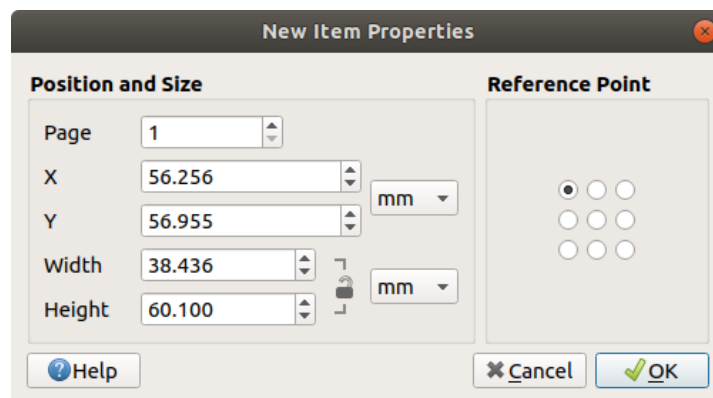 New Item Properties
Position and Size
Reference Point
Page 1
X 56.256
mm
Y 56.955
Width 38.436
mm
Height 60.100
Help
Cancel
OK